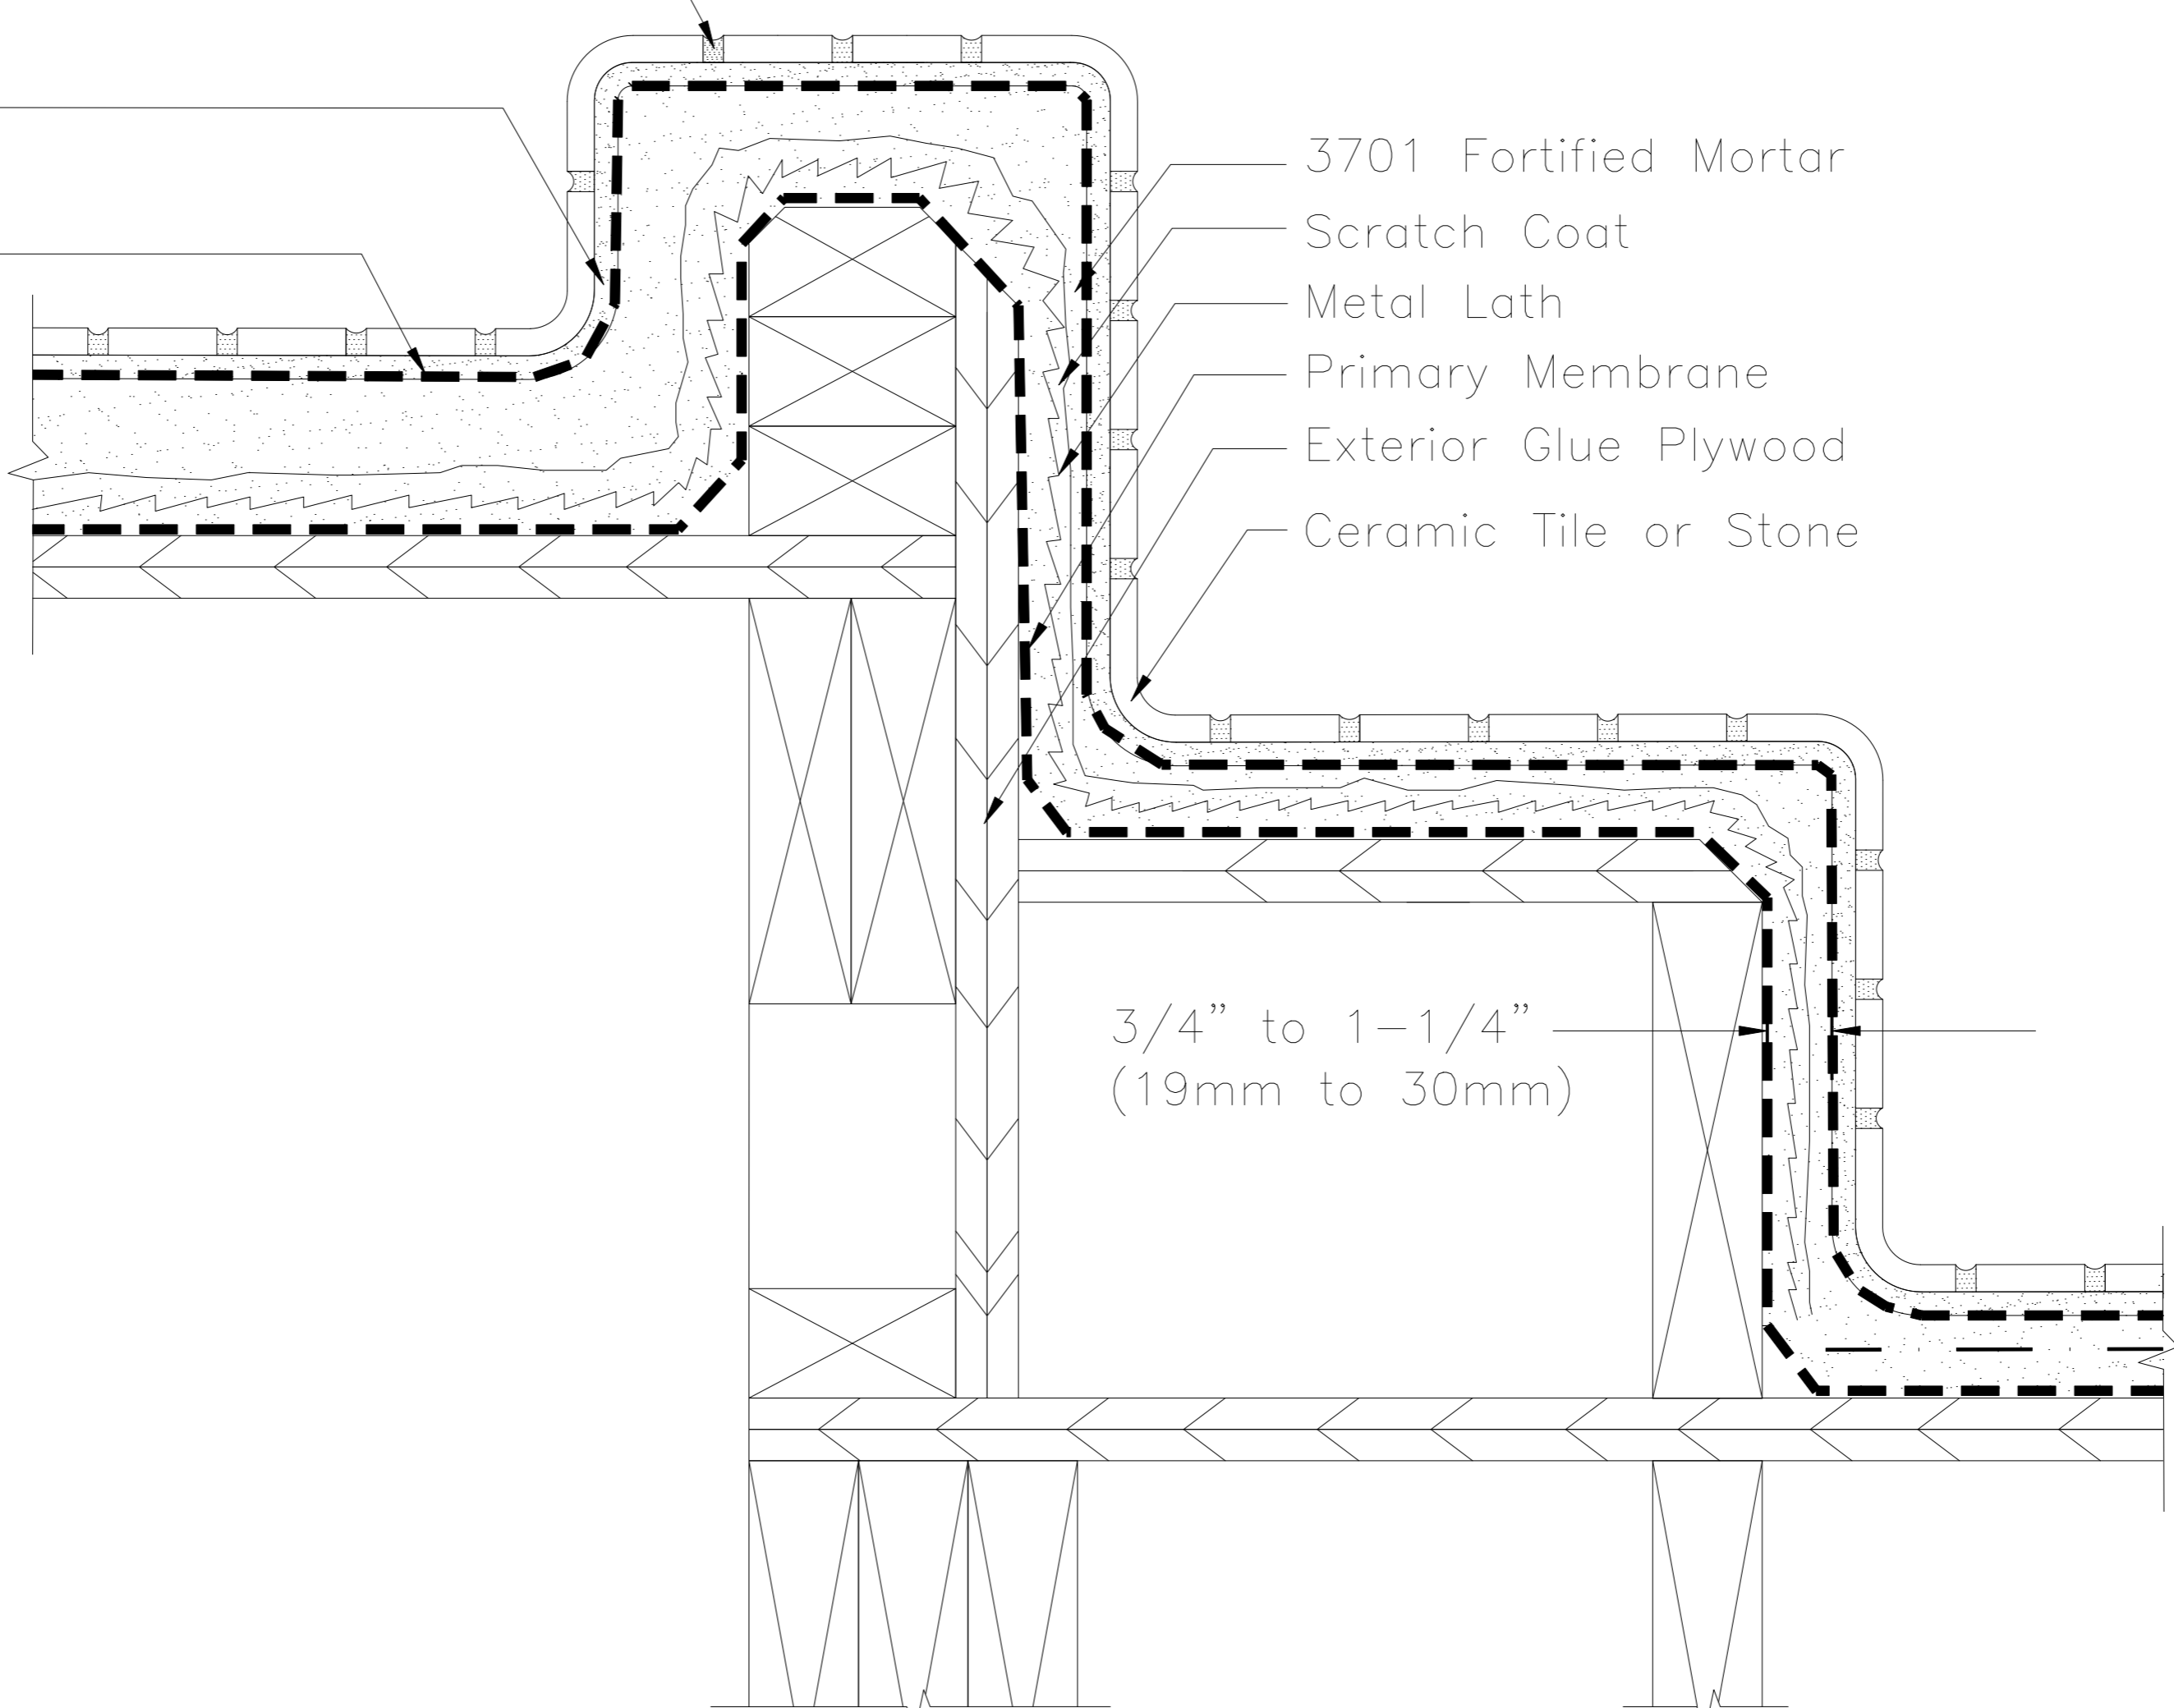 3701 Fortified Mortar
Scratch Coat
Metal Lath
Primary Membrane
Exterior Glue Plywood
Ceramic Tile or Stone
3/4” to 1-1/4”
(19mm to 30mm)